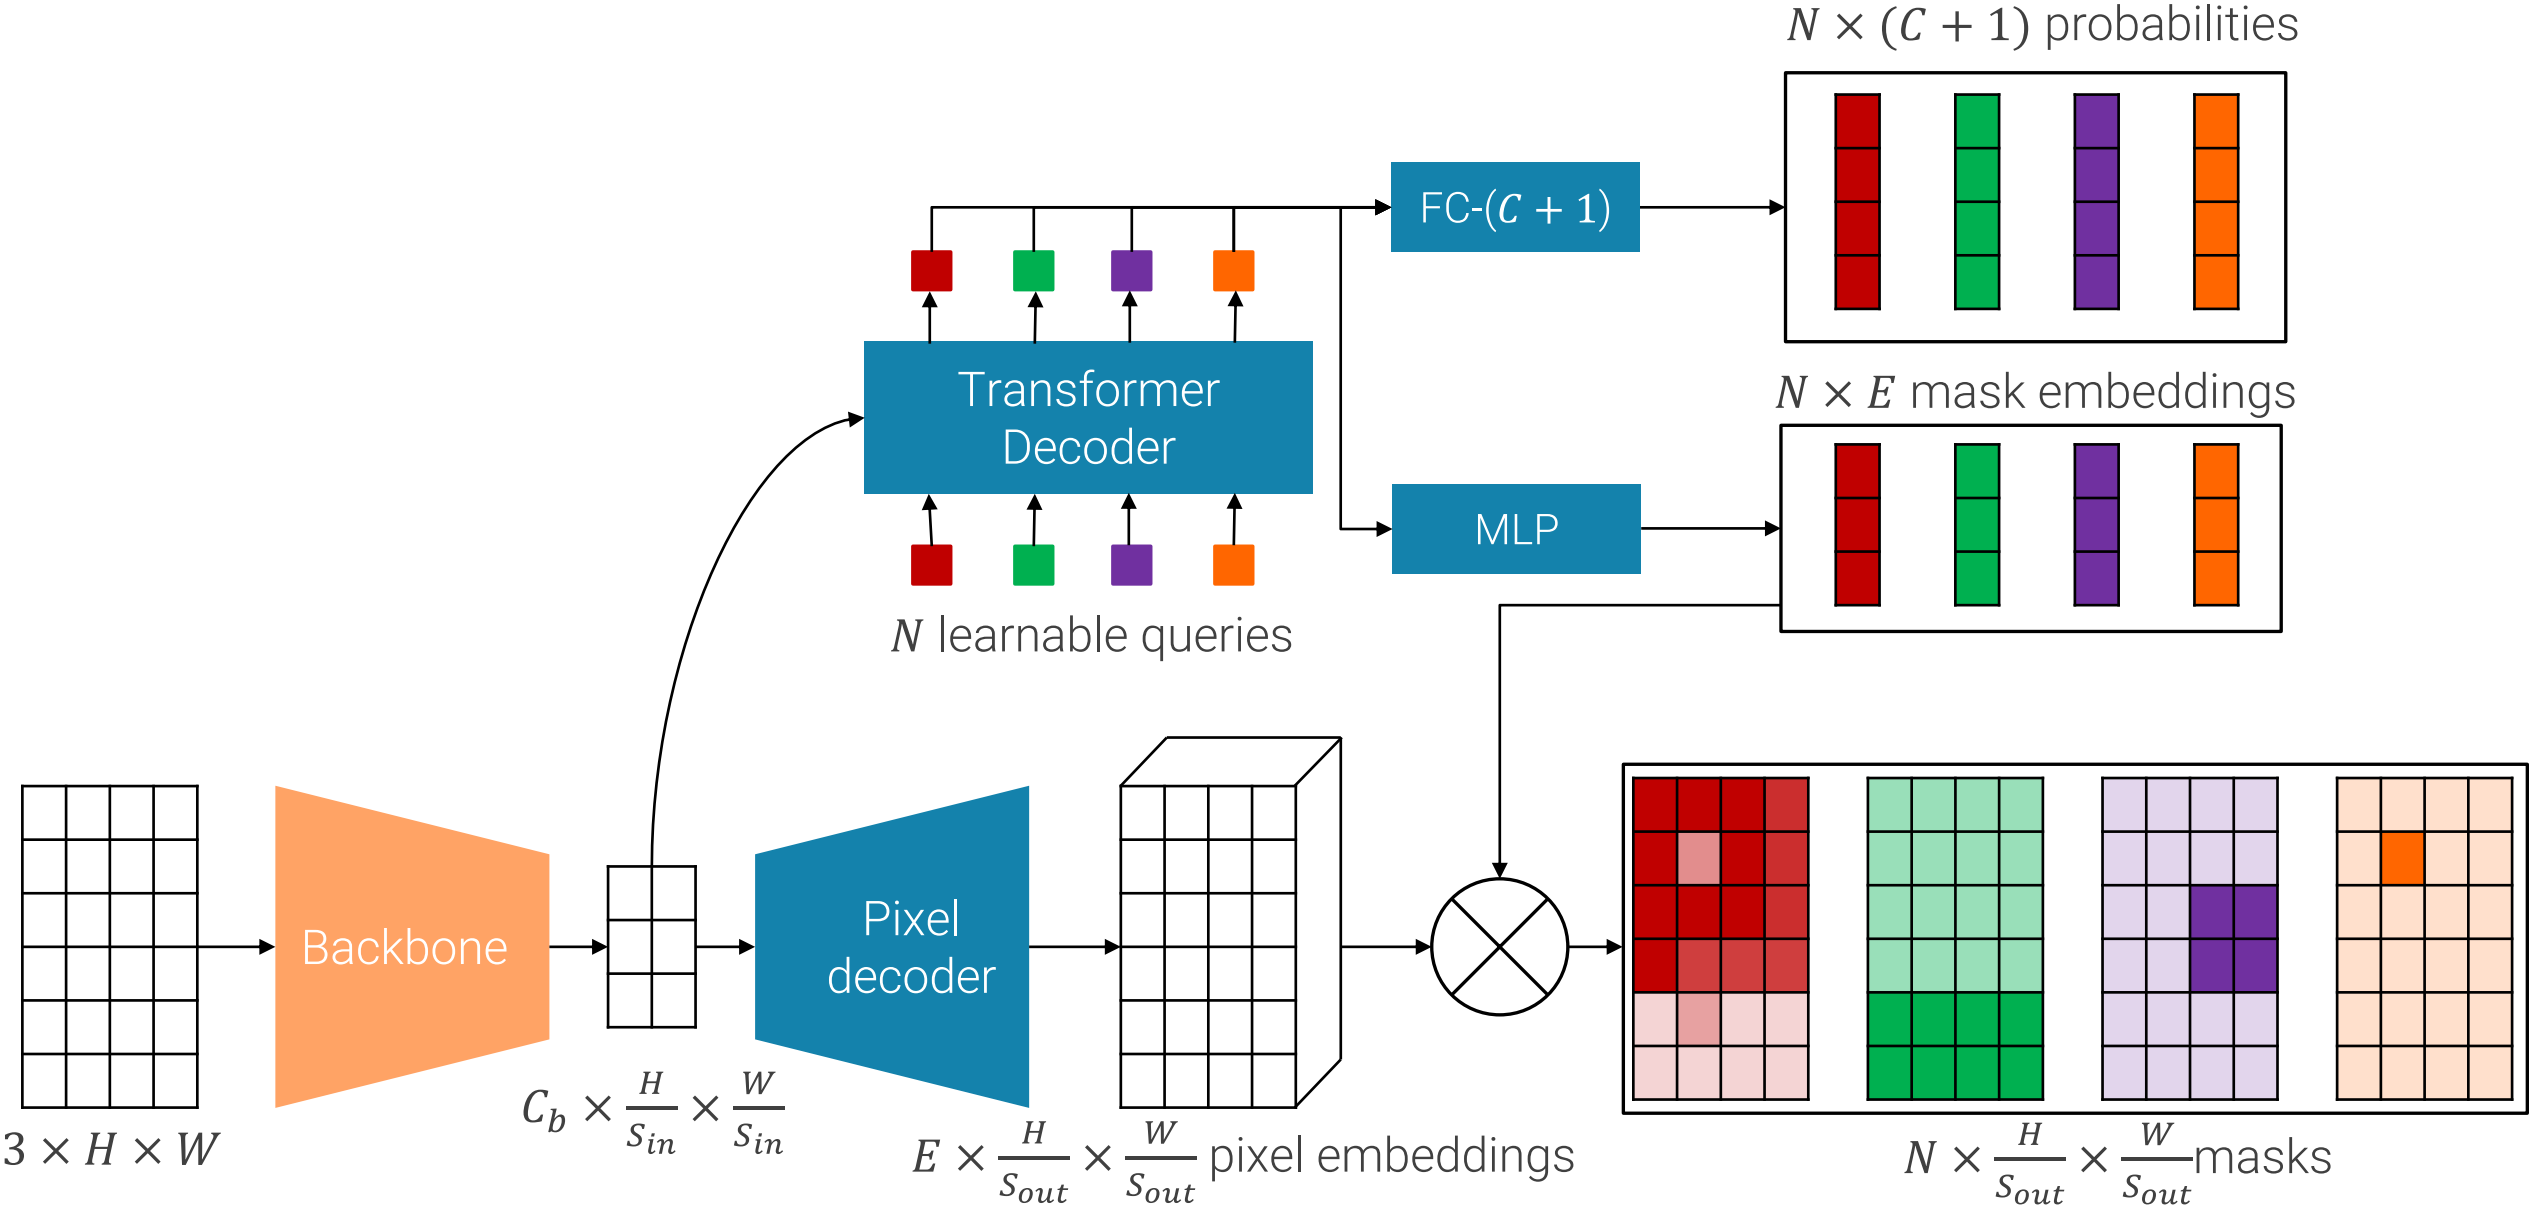 N × (C + 1) probabilities
FC-(C + 1)
Transformer
Decoder
N × E mask embeddings
MLP
N learnable queries
Backbone
Pixel
decoder
3 × H × W
C_b × H/S_in × W/S_in
E × H/S_out × W/S_out pixel embeddings
N × H/S_out × W/S_out masks